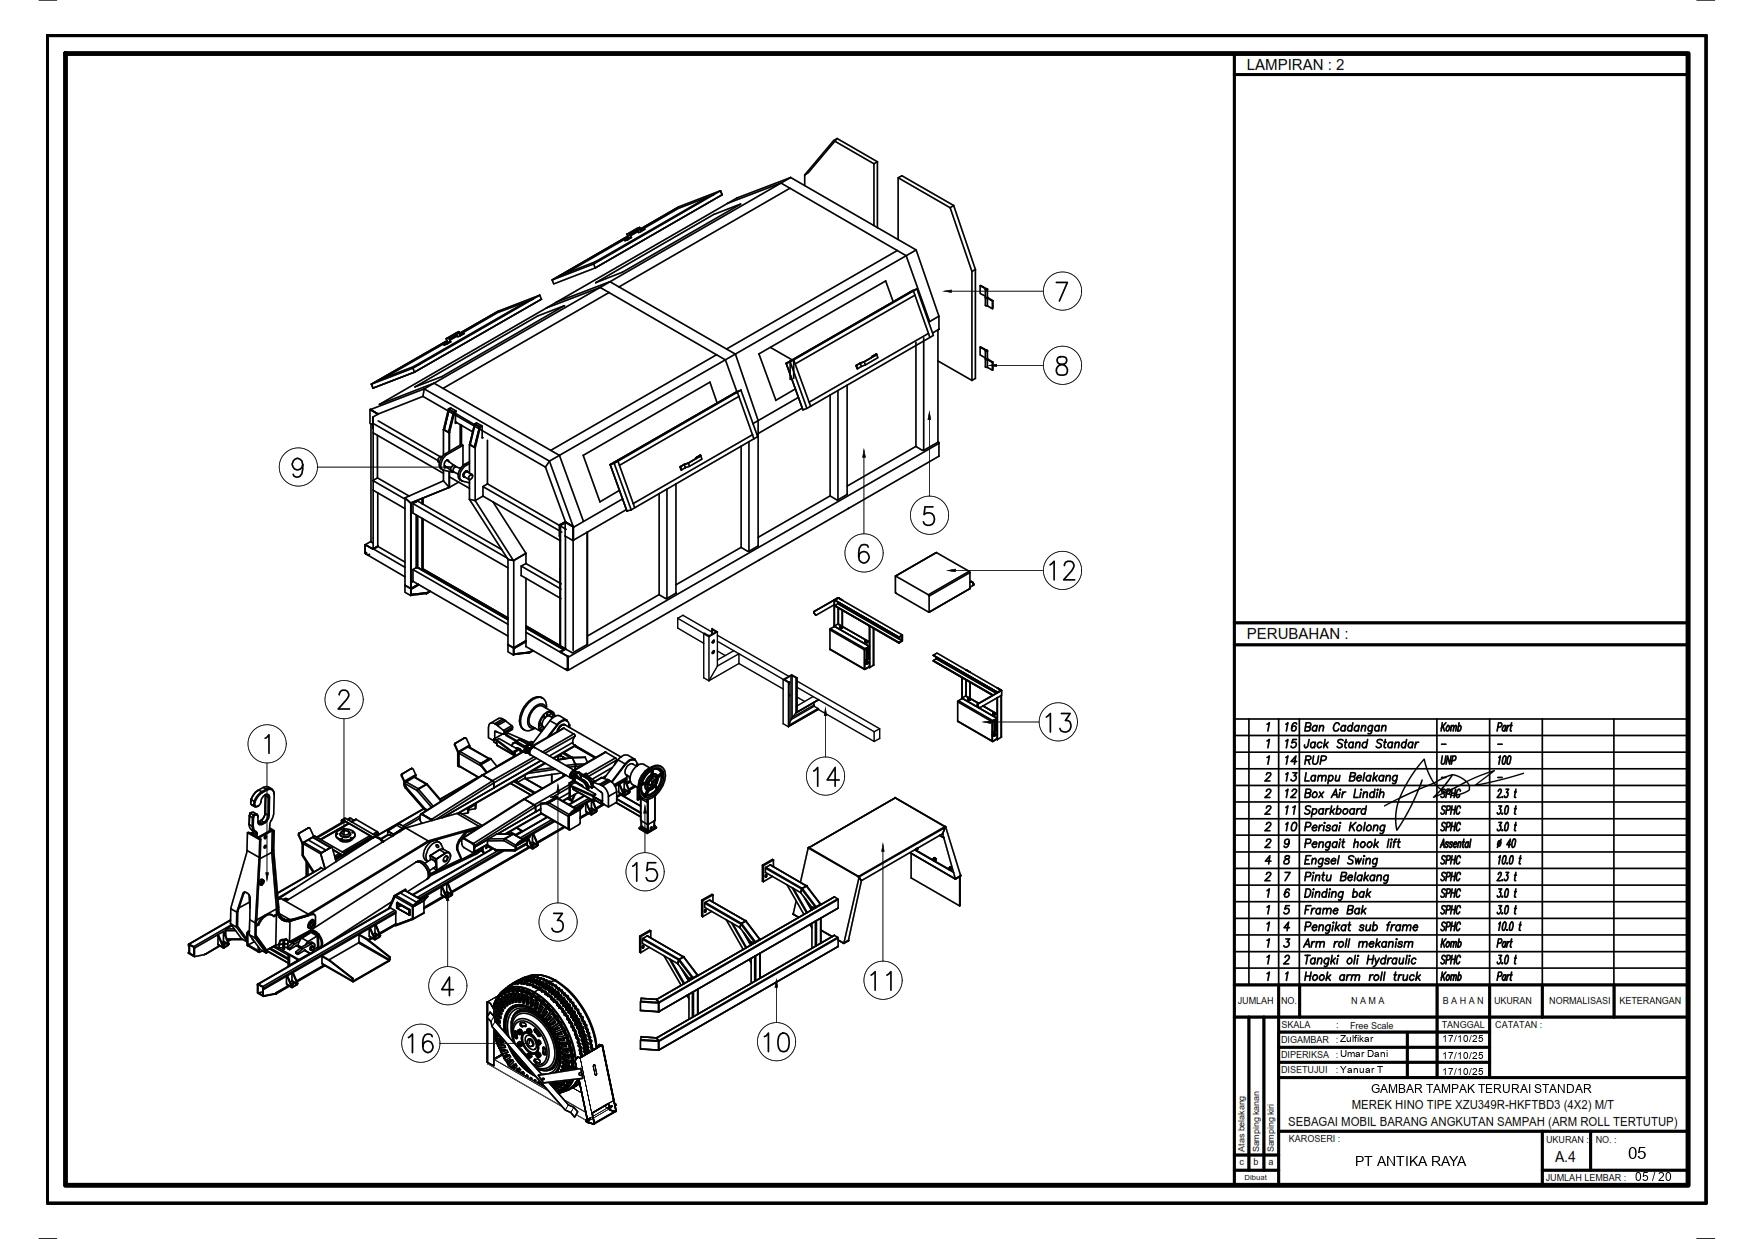 LAMPIRAN : 2
7
8
9
5
6
12
2
1
13
14
15
3
11
4
16
10
PERUBAHAN :
1 16 Ban Cadangan Komb Part
1 15 Jack Stand Standar - -
1 14 RUP UNP 100
2 13 Lampu Belakang - -
2 12 Box Air Lindih SPHC 2.3 t
2 11 Sparkboard SPHC 3.0 t
2 10 Perisai Kolong SPHC 3.0 t
2 9 Pengait hook lift Assental ø 40
4 8 Engsel Swing SPHC 10.0 t
2 7 Pintu Belakang SPHC 2.3 t
1 6 Dinding bak SPHC 3.0 t
1 5 Frame Bak SPHC 3.0 t
1 4 Pengikat sub frame SPHC 10.0 t
1 3 Arm roll mekanism Komb Part
1 2 Tangki oli Hydraulic SPHC 3.0 t
1 1 Hook arm roll truck Komb Part
JUMLAH NO. NAMA BAHAN UKURAN NORMALISASI KETERANGAN
SKALA : Free Scale TANGGAL CATATAN :
DIGAMBAR : Zulfikar 17/10/25
DIPERIKSA : Umar Dani 17/10/25
DISETUJUI : Yanuar T 17/10/25
Atas belakang
Samping kanan
Samping kiri
c b a
Dibuat
GAMBAR TAMPAK TERURAI STANDAR
MEREK HINO TIPE XZU349R-HKFTBD3 (4X2) M/T
SEBAGAI MOBIL BARANG ANGKUTAN SAMPAH (ARM ROLL TERTUTUP)
KAROSERI :
PT ANTIKA RAYA
UKURAN : NO. :
A.4 05
JUMLAH LEMBAR : 05 / 20